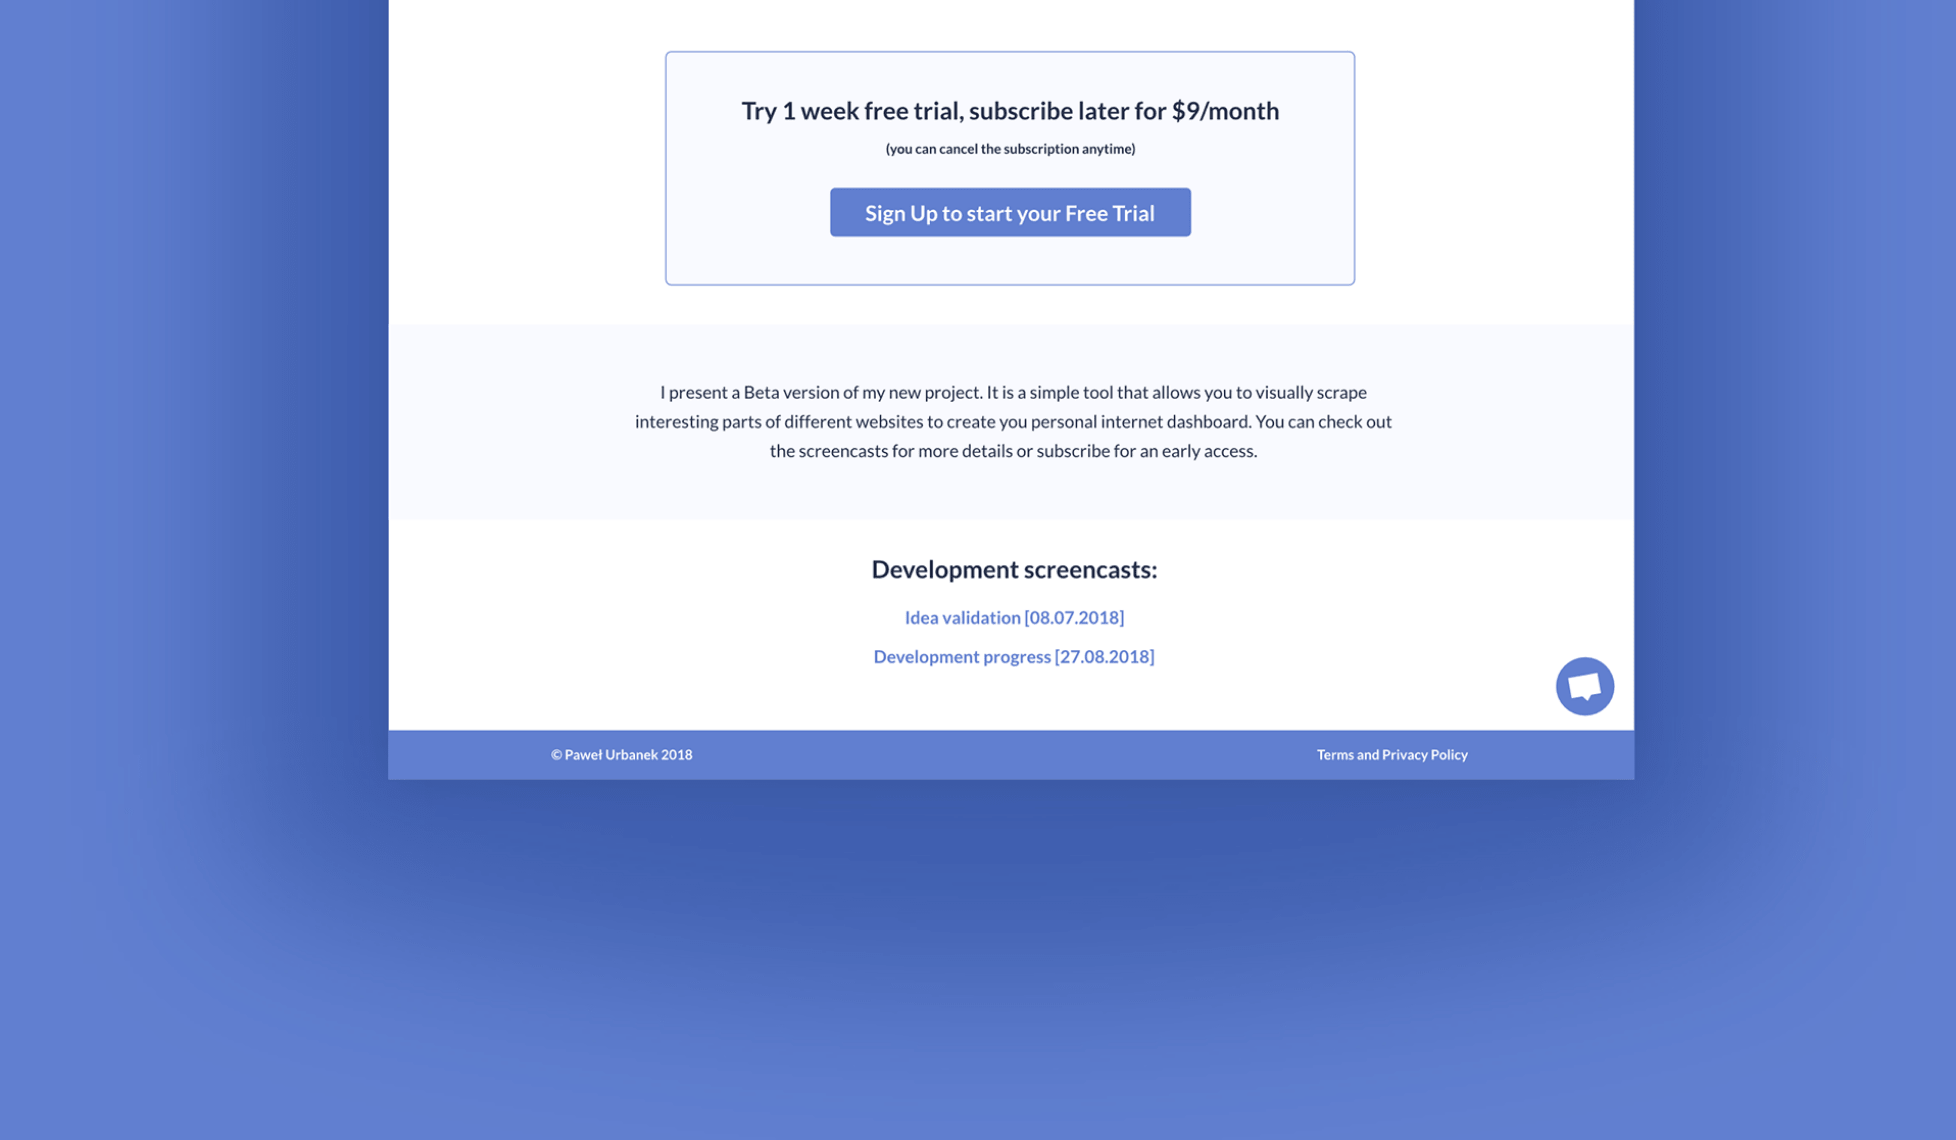 Try 1 week free trial, subscribe later for $9/month
(you can cancel the subscription anytime)
Sign Up to start your Free Trial
I present a Beta version of my new project. It is a simple tool that allows you to visually scrape
interesting parts of different websites to create you personal internet dashboard. You can check out
the screencasts for more details or subscribe for an early access.
Development screencasts:
Idea validation [08.07.2018]
Development progress [27.08.2018]
© Paweł Urbanek 2018
Terms and Privacy Policy